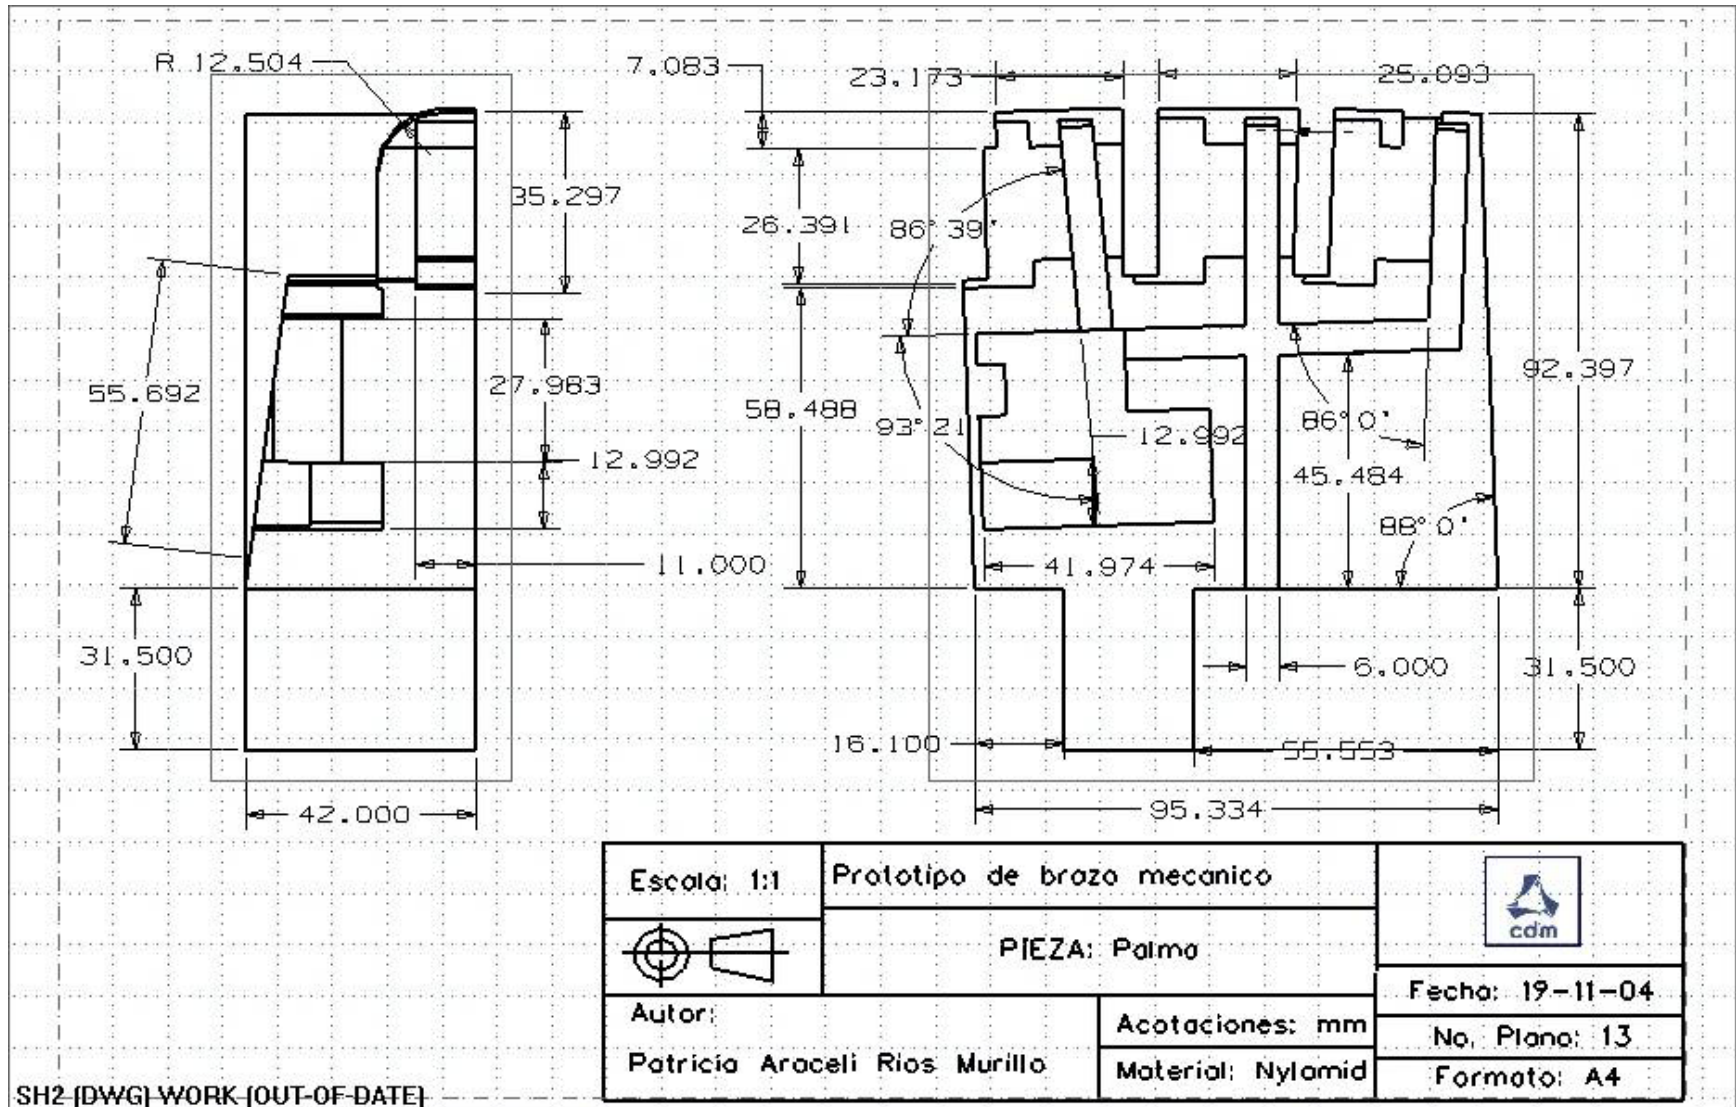 R 12.504
7.083
23.173
25.093
35.297
26.391
86°39'
55.692
27.983
58.488
93°21'
12.992
86°0'
92.397
12.992
45.484
88°0'
11.000
41.974
31.500
6.000
31.500
16.100
55.553
42.000
95.334
Escala: 1:1
Prototipo de brazo mecanico
PIEZA: Palma
cdm
Fecha: 19-11-04
Autor:
Acotaciones: mm
No. Plano: 13
Patricia Araceli Rios Murillo
Material: Nylamid
Formato: A4
SH2 [DWG] WORK [OUT-OF-DATE]